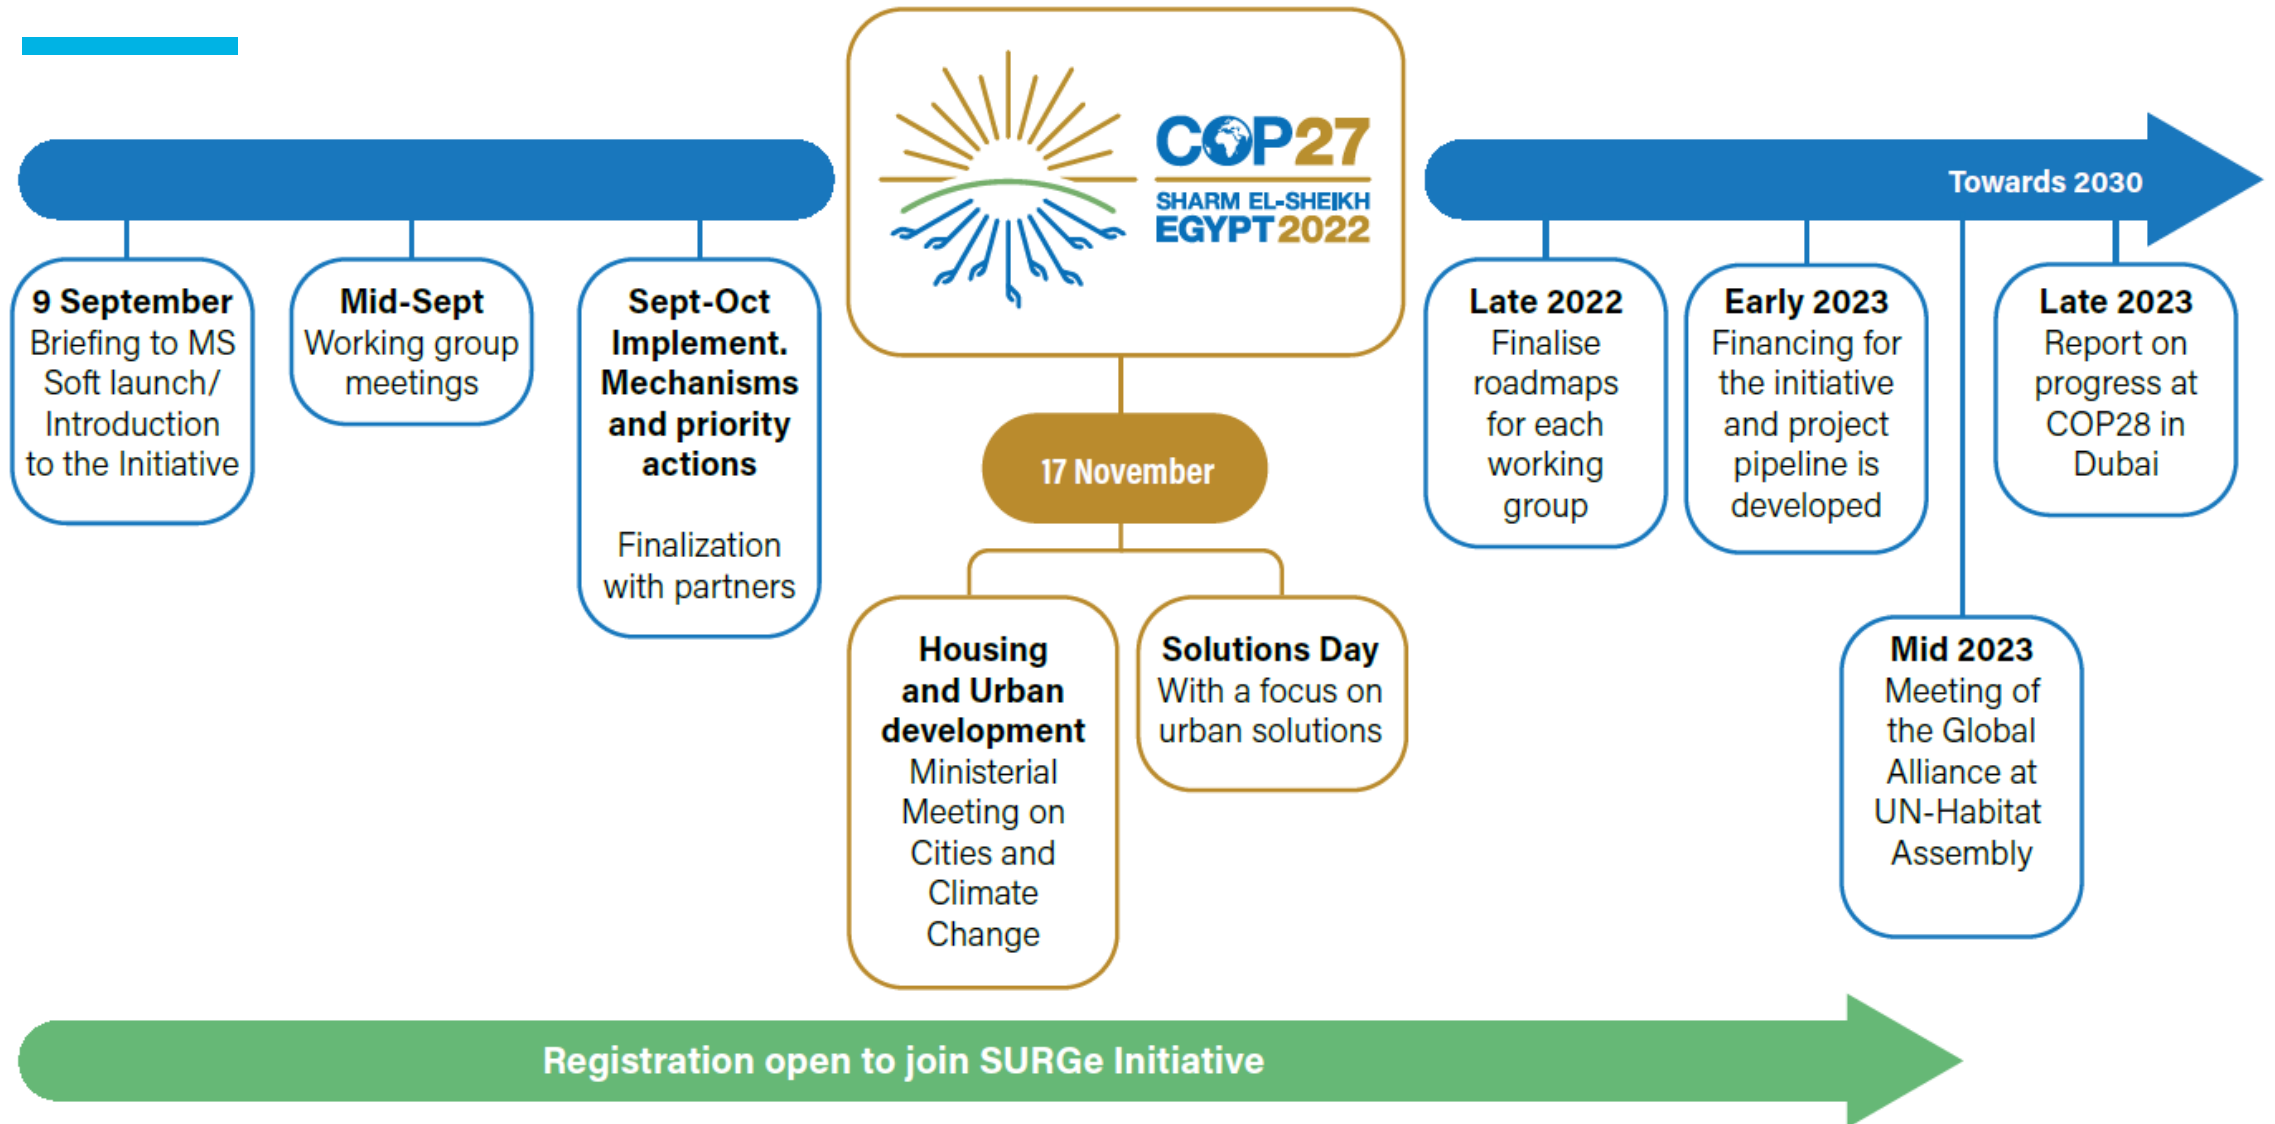 COP27
SHARM EL-SHEIKH
EGYPT 2022
Towards 2030
9 September
Briefing to MS
Soft launch/
Introduction
to the Initiative
Mid-Sept
Working group
meetings
Sept-Oct
Implement.
Mechanisms
and priority
actions
Finalization
with partners
17 November
Housing
and Urban
development
Ministerial
Meeting on
Cities and
Climate
Change
Solutions Day
With a focus on
urban solutions
Late 2022
Finalise
roadmaps
for each
working
group
Early 2023
Financing for
the initiative
and project
pipeline is
developed
Mid 2023
Meeting of
the Global
Alliance at
UN-Habitat
Assembly
Late 2023
Report on
progress at
COP28 in
Dubai
Registration open to join SURGe Initiative